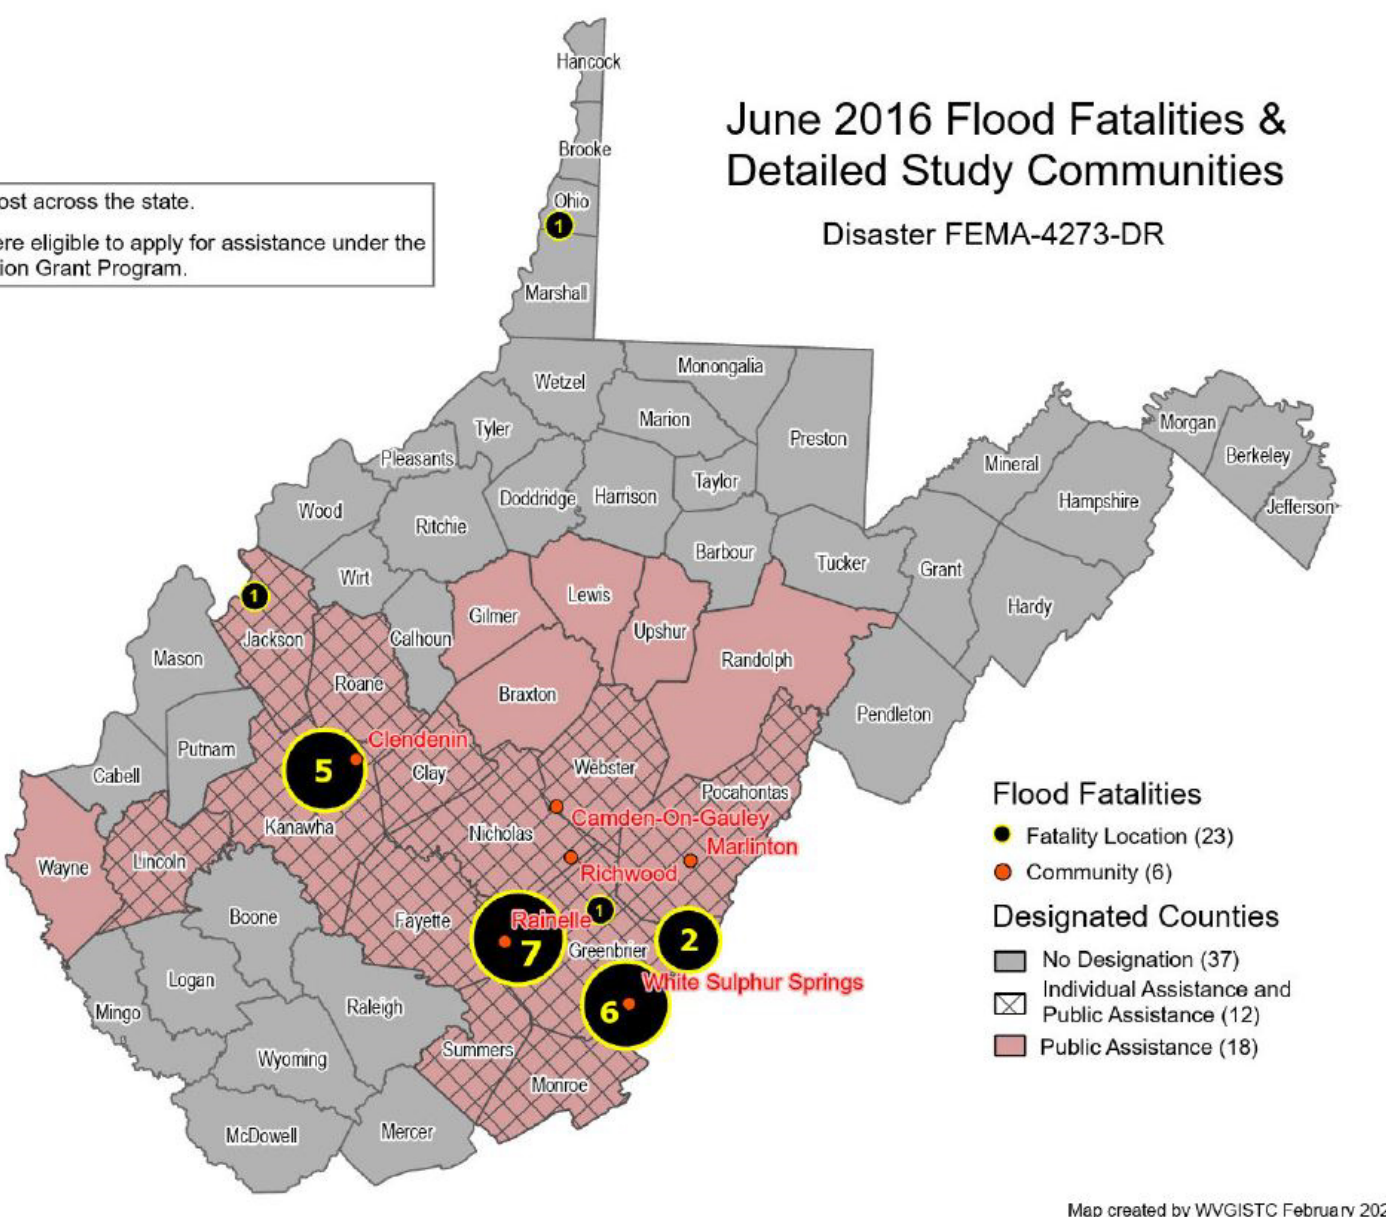 June 2016 Flood Fatalities &
Detailed Study Communities
Disaster FEMA-4273-DR
ost across the state.
ere eligible to apply for assistance under the
ion Grant Program.
Hancock
Brooke
Ohio
1
Marshall
Wetzel
Monongalia
Marion
Preston
Tyler
Pleasants
Doddridge
Harrison
Taylor
Wood
Ritchie
Barbour
Tucker
Mineral
Hampshire
Morgan
Berkeley
Jefferson
Grant
Hardy
Wirt
1
Jackson
Calhoun
Gilmer
Lewis
Upshur
Randolph
Mason
Roane
Braxton
Pendleton
Putnam
Cabell
5
Clendenin
Clay
Webster
Pocahontas
Kanawha
Nicholas
Camden-On-Gauley
Marlinton
Richwood
Wayne
Lincoln
Boone
Fayette
Rainelle
7
1
Greenbrier
2
White Sulphur Springs
6
Logan
Mingo
Raleigh
Wyoming
Summers
Monroe
McDowell
Mercer
Flood Fatalities
Fatality Location (23)
Community (6)
Designated Counties
No Designation (37)
Individual Assistance and
Public Assistance (12)
Public Assistance (18)
Map created by WVGISTC February 202